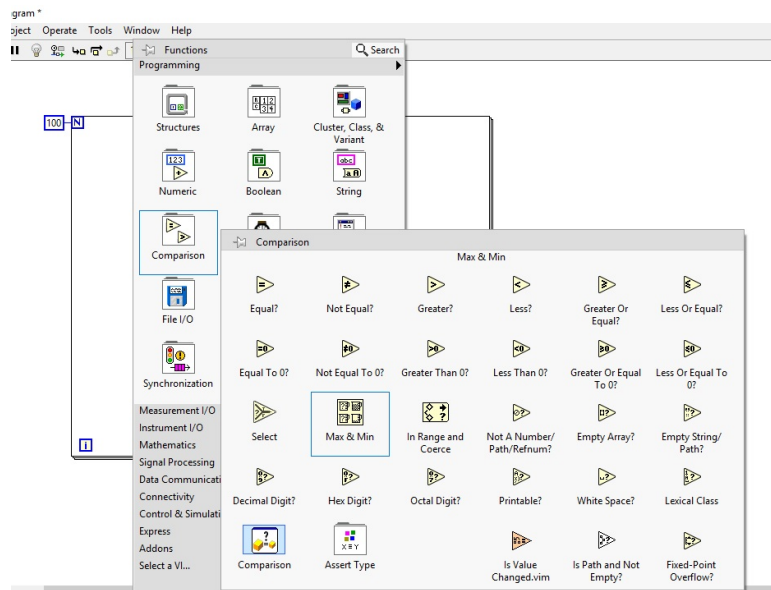 gram *
oject Operate Tools Window Help
Functions
Search
Programming
100
N
Structures
Array
Cluster, Class, &
Variant
Numeric
Boolean
String
Comparison
File I/O
Synchronization
Measurement I/O
Instrument I/O
Mathematics
Signal Processing
Data Communicati
Connectivity
Control & Simulati
Express
Addons
Select a VI...
i
Comparison
Max & Min
Equal?
Not Equal?
Greater?
Less?
Greater Or
Equal?
Less Or Equal?
Equal To 0?
Not Equal To 0?
Greater Than 0?
Less Than 0?
Greater Or Equal
To 0?
Less Or Equal To
0?
Select
Max & Min
In Range and
Coerce
Not A Number/
Path/Refnum?
Empty Array?
Empty String/
Path?
Decimal Digit?
Hex Digit?
Octal Digit?
Printable?
White Space?
Lexical Class
Comparison
Assert Type
Is Value
Changed.vim
Is Path and Not
Empty?
Fixed-Point
Overflow?